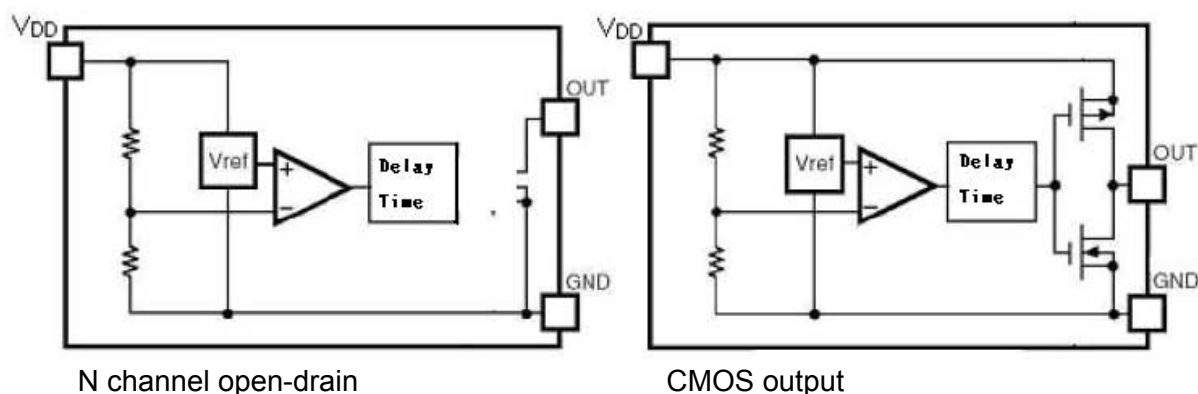 VDD
OUT
Vref
+
−
Delay
Time
GND
N channel open-drain
VDD
Vref
+
−
Delay
Time
OUT
GND
CMOS output